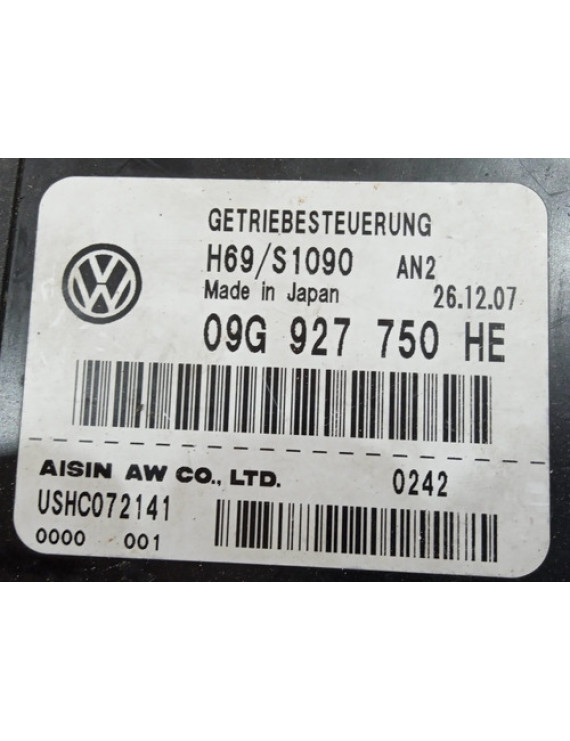 GETRIEBESTEUERUNG
H69/S1090 AN2
Made in Japan 26.12.07
09G 927 750 HE
AISIN AW CO., LTD. 0242
USHC072141
0000 001